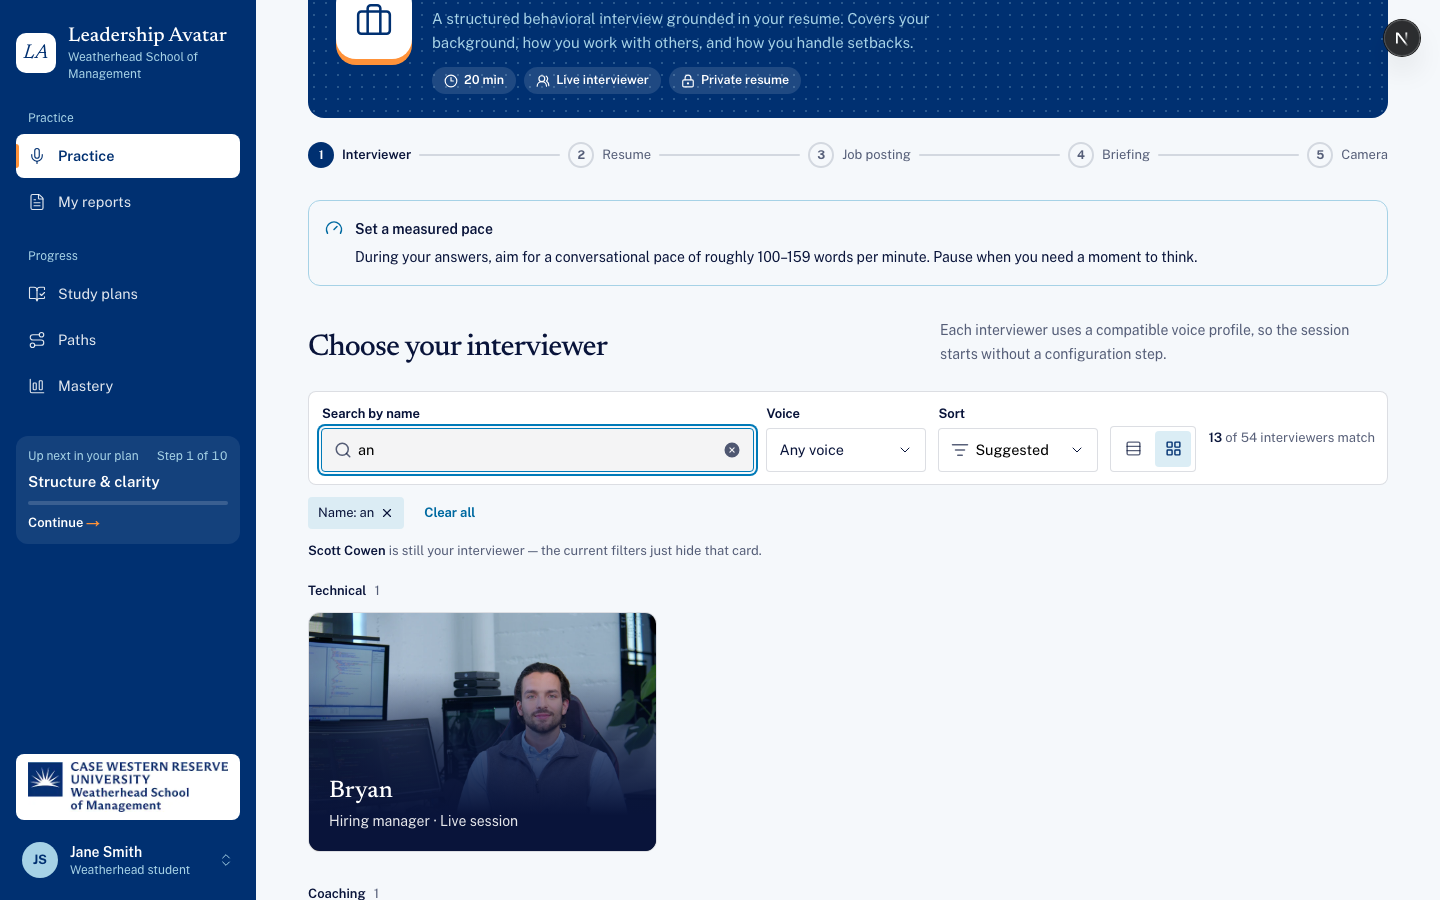 LA
Leadership Avatar
Weatherhead School of
Management
Practice
Practice
My reports
Progress
Study plans
Paths
Mastery
Up next in your plan
Step 1 of 10
Structure & clarity
Continue →
CASE WESTERN RESERVE
UNIVERSITY
Weatherhead School
of Management
JS
Jane Smith
Weatherhead student
A structured behavioral interview grounded in your resume. Covers your
background, how you work with others, and how you handle setbacks.
20 min
Live interviewer
Private resume
N
1 Interviewer
2 Resume
3 Job posting
4 Briefing
5 Camera
Set a measured pace
During your answers, aim for a conversational pace of roughly 100–159 words per minute. Pause when you need a moment to think.
Choose your interviewer
Each interviewer uses a compatible voice profile, so the session
starts without a configuration step.
Search by name
an
Voice
Any voice
Sort
Suggested
13 of 54 interviewers match
Name: an
Clear all
Scott Cowen is still your interviewer — the current filters just hide that card.
Technical 1
Bryan
Hiring manager · Live session
Coaching 1